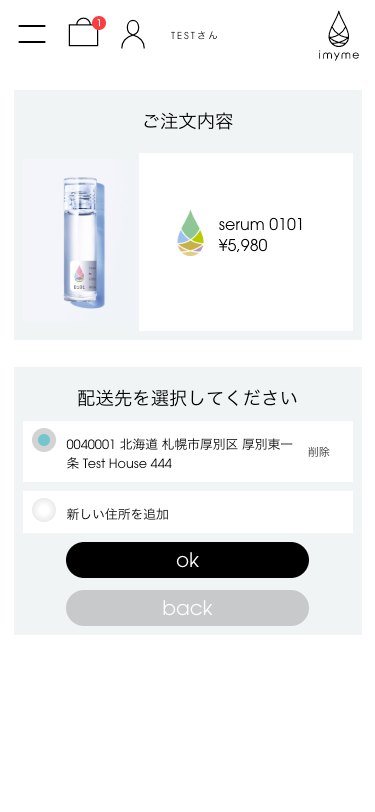 1
TESTさん
imyme
ご注文内容
serum 0101
¥5,980
0101
配送先を選択してください
0040001 北海道 札幌市厚別区 厚別東一
条 Test House 444
削除
新しい住所を追加
ok
back